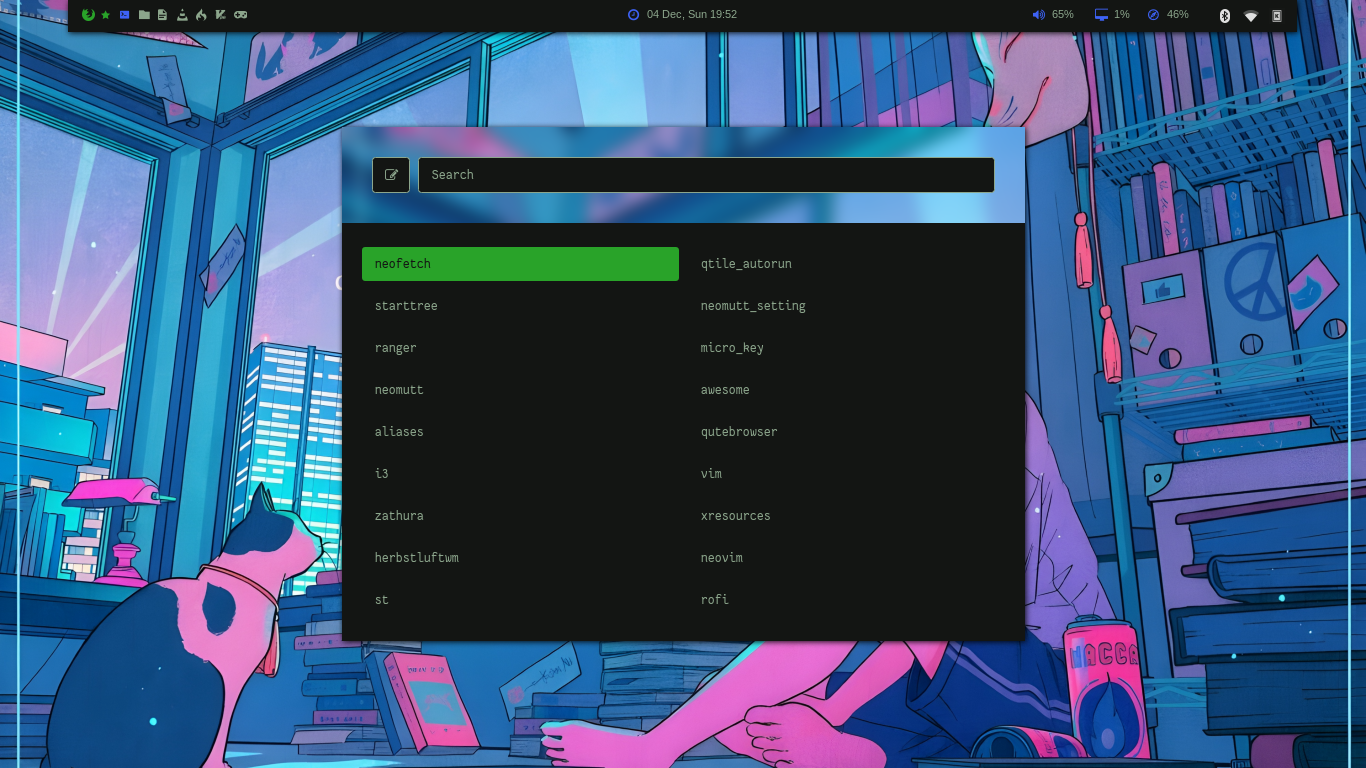 04 Dec, Sun 19:52
65%
1%
46%
Search
neofetch
qtile_autorun
starttree
neomutt_setting
ranger
micro_key
neomutt
awesome
aliases
qutebrowser
i3
vim
zathura
xresources
herbstluftwm
neovim
st
rofi
WACCA